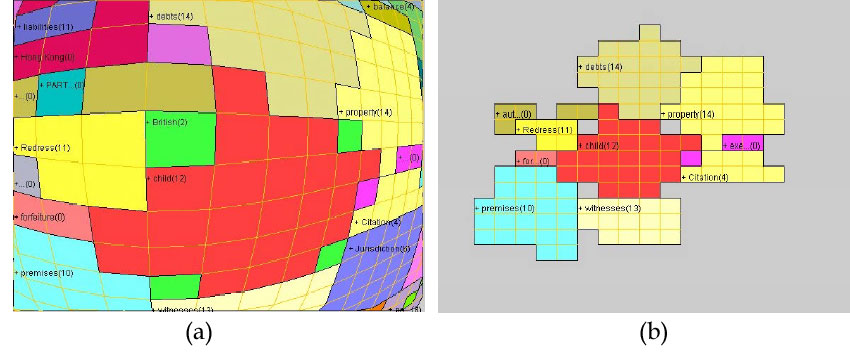 + debts(14)
+ balance(4)
+ liabilities(11)
+ Hong Kong(0)
+ PART...(0)
+ ...(0)
+ property(14)
+ British(2)
+ Redress(11)
+ ...(0)
+ child(12)
+ ...(0)
+ forfeiture(0)
+ Citation(4)
+ Jurisdiction(6)
+ premises(10)
+ witnesses(13)
(a)
+ debts(14)
+ aut...(0)
+ property(14)
+ Redress(11)
+ child(12)
+ exe...(0)
+ for...(0)
+ Citation(4)
+ premises(10)
+ witnesses(13)
(b)